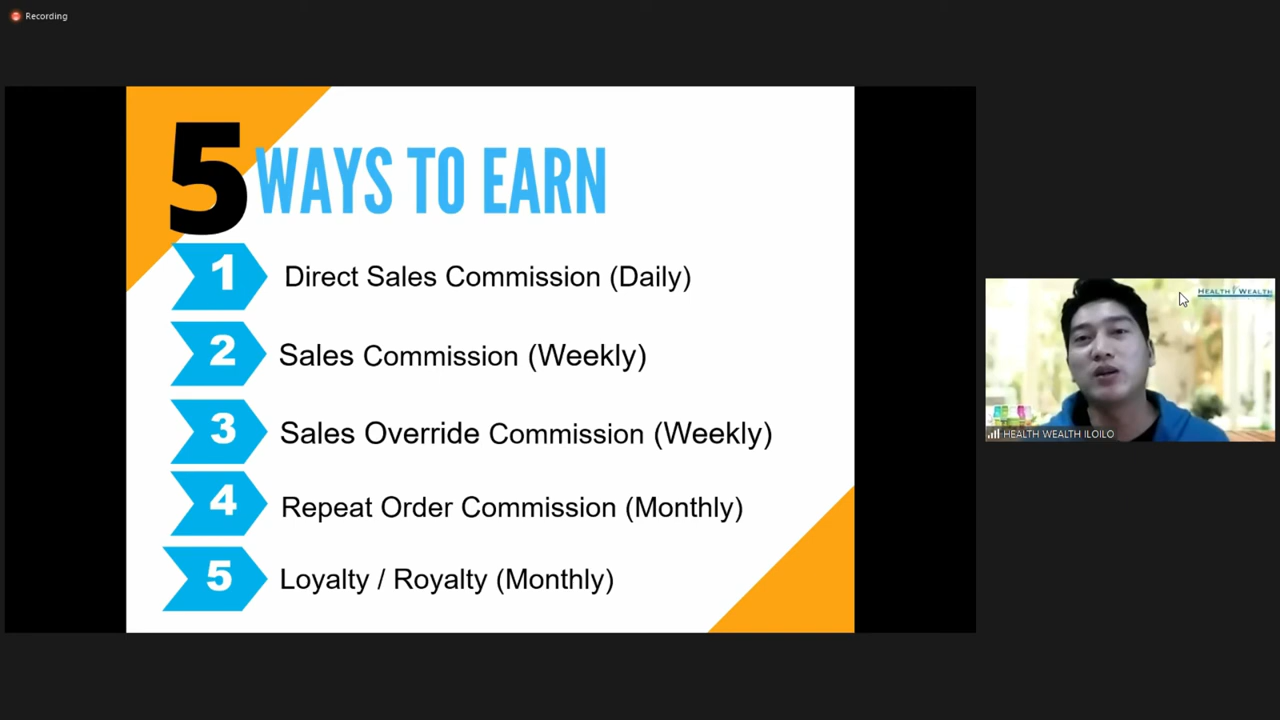 Recording
5 WAYS TO EARN
1 Direct Sales Commission (Daily)
2 Sales Commission (Weekly)
3 Sales Override Commission (Weekly)
4 Repeat Order Commission (Monthly)
5 Loyalty / Royalty (Monthly)
HEALTH WEALTH
HEALTH WEALTH ILOILO